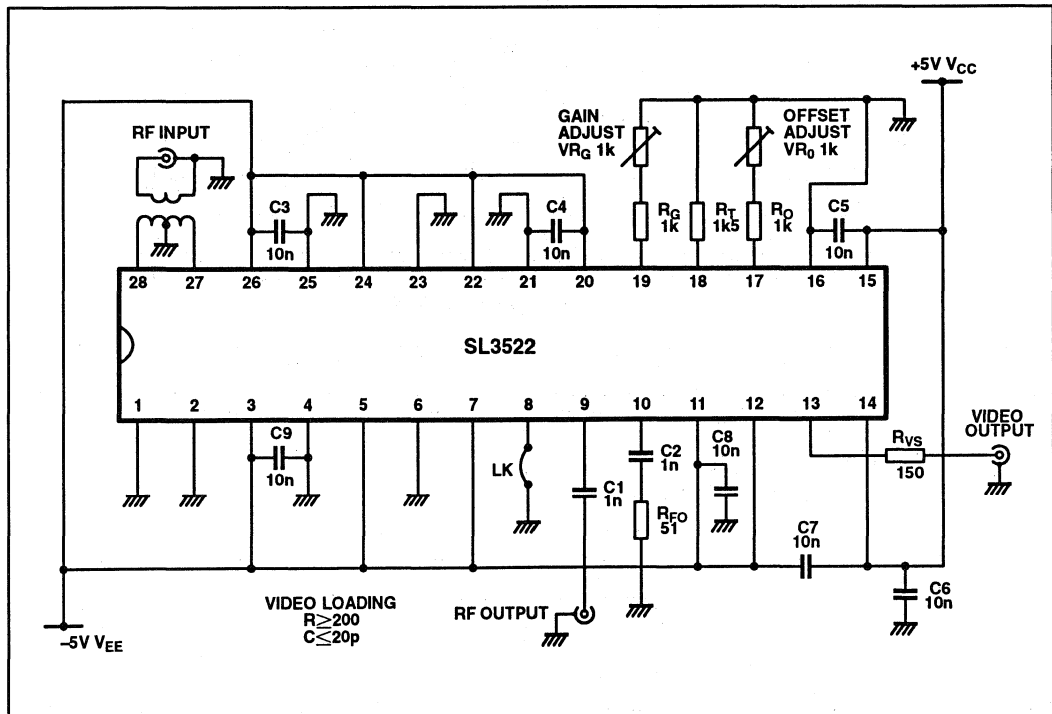 +5V VCC
RF INPUT
GAIN
ADJUST
VRG 1k
OFFSET
ADJUST
VR0 1k
C3
10n
C4
10n
RG
1k
RT
1k5
RO
1k
C5
10n
28 27 26 25 24 23 22 21 20 19 18 17 16 15
SL3522
1 2 3 4 5 6 7 8 9 10 11 12 13 14
C9
10n
LK
C1
1n
C2
1n
RFO
51
C8
10n
RVS
150
VIDEO
OUTPUT
C7
10n
C6
10n
VIDEO LOADING
R≥200
C≤20p
RF OUTPUT
–5V VEE